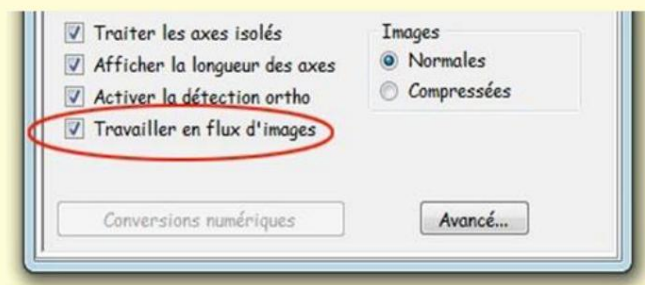 Traiter les axes isolés
Afficher la longueur des axes
Activer la détection ortho
Travailler en flux d'images
Images
Normales
Compressées
Conversions numériques
Avancé...